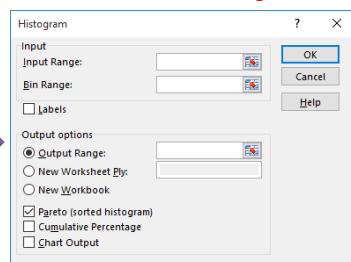 Histogram ? ×
Input
Input Range:
Bin Range:
Labels
OK
Cancel
Help
Output options
Output Range:
New Worksheet Ply:
New Workbook
Pareto (sorted histogram)
Cumulative Percentage
Chart Output